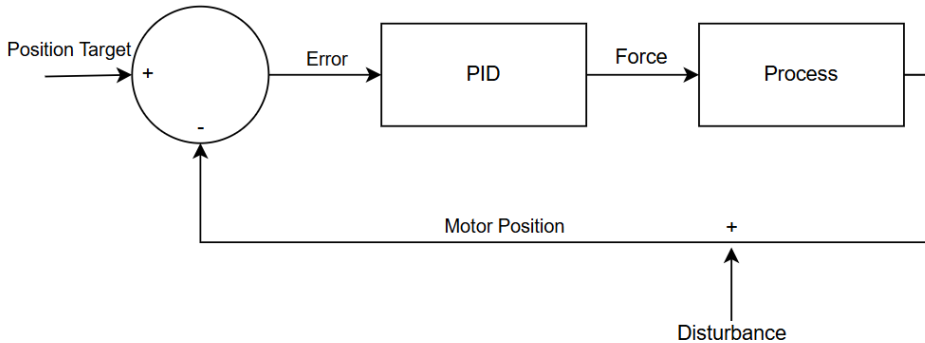 Position Target
+
-
Error
PID
Force
Process
Motor Position
+
Disturbance